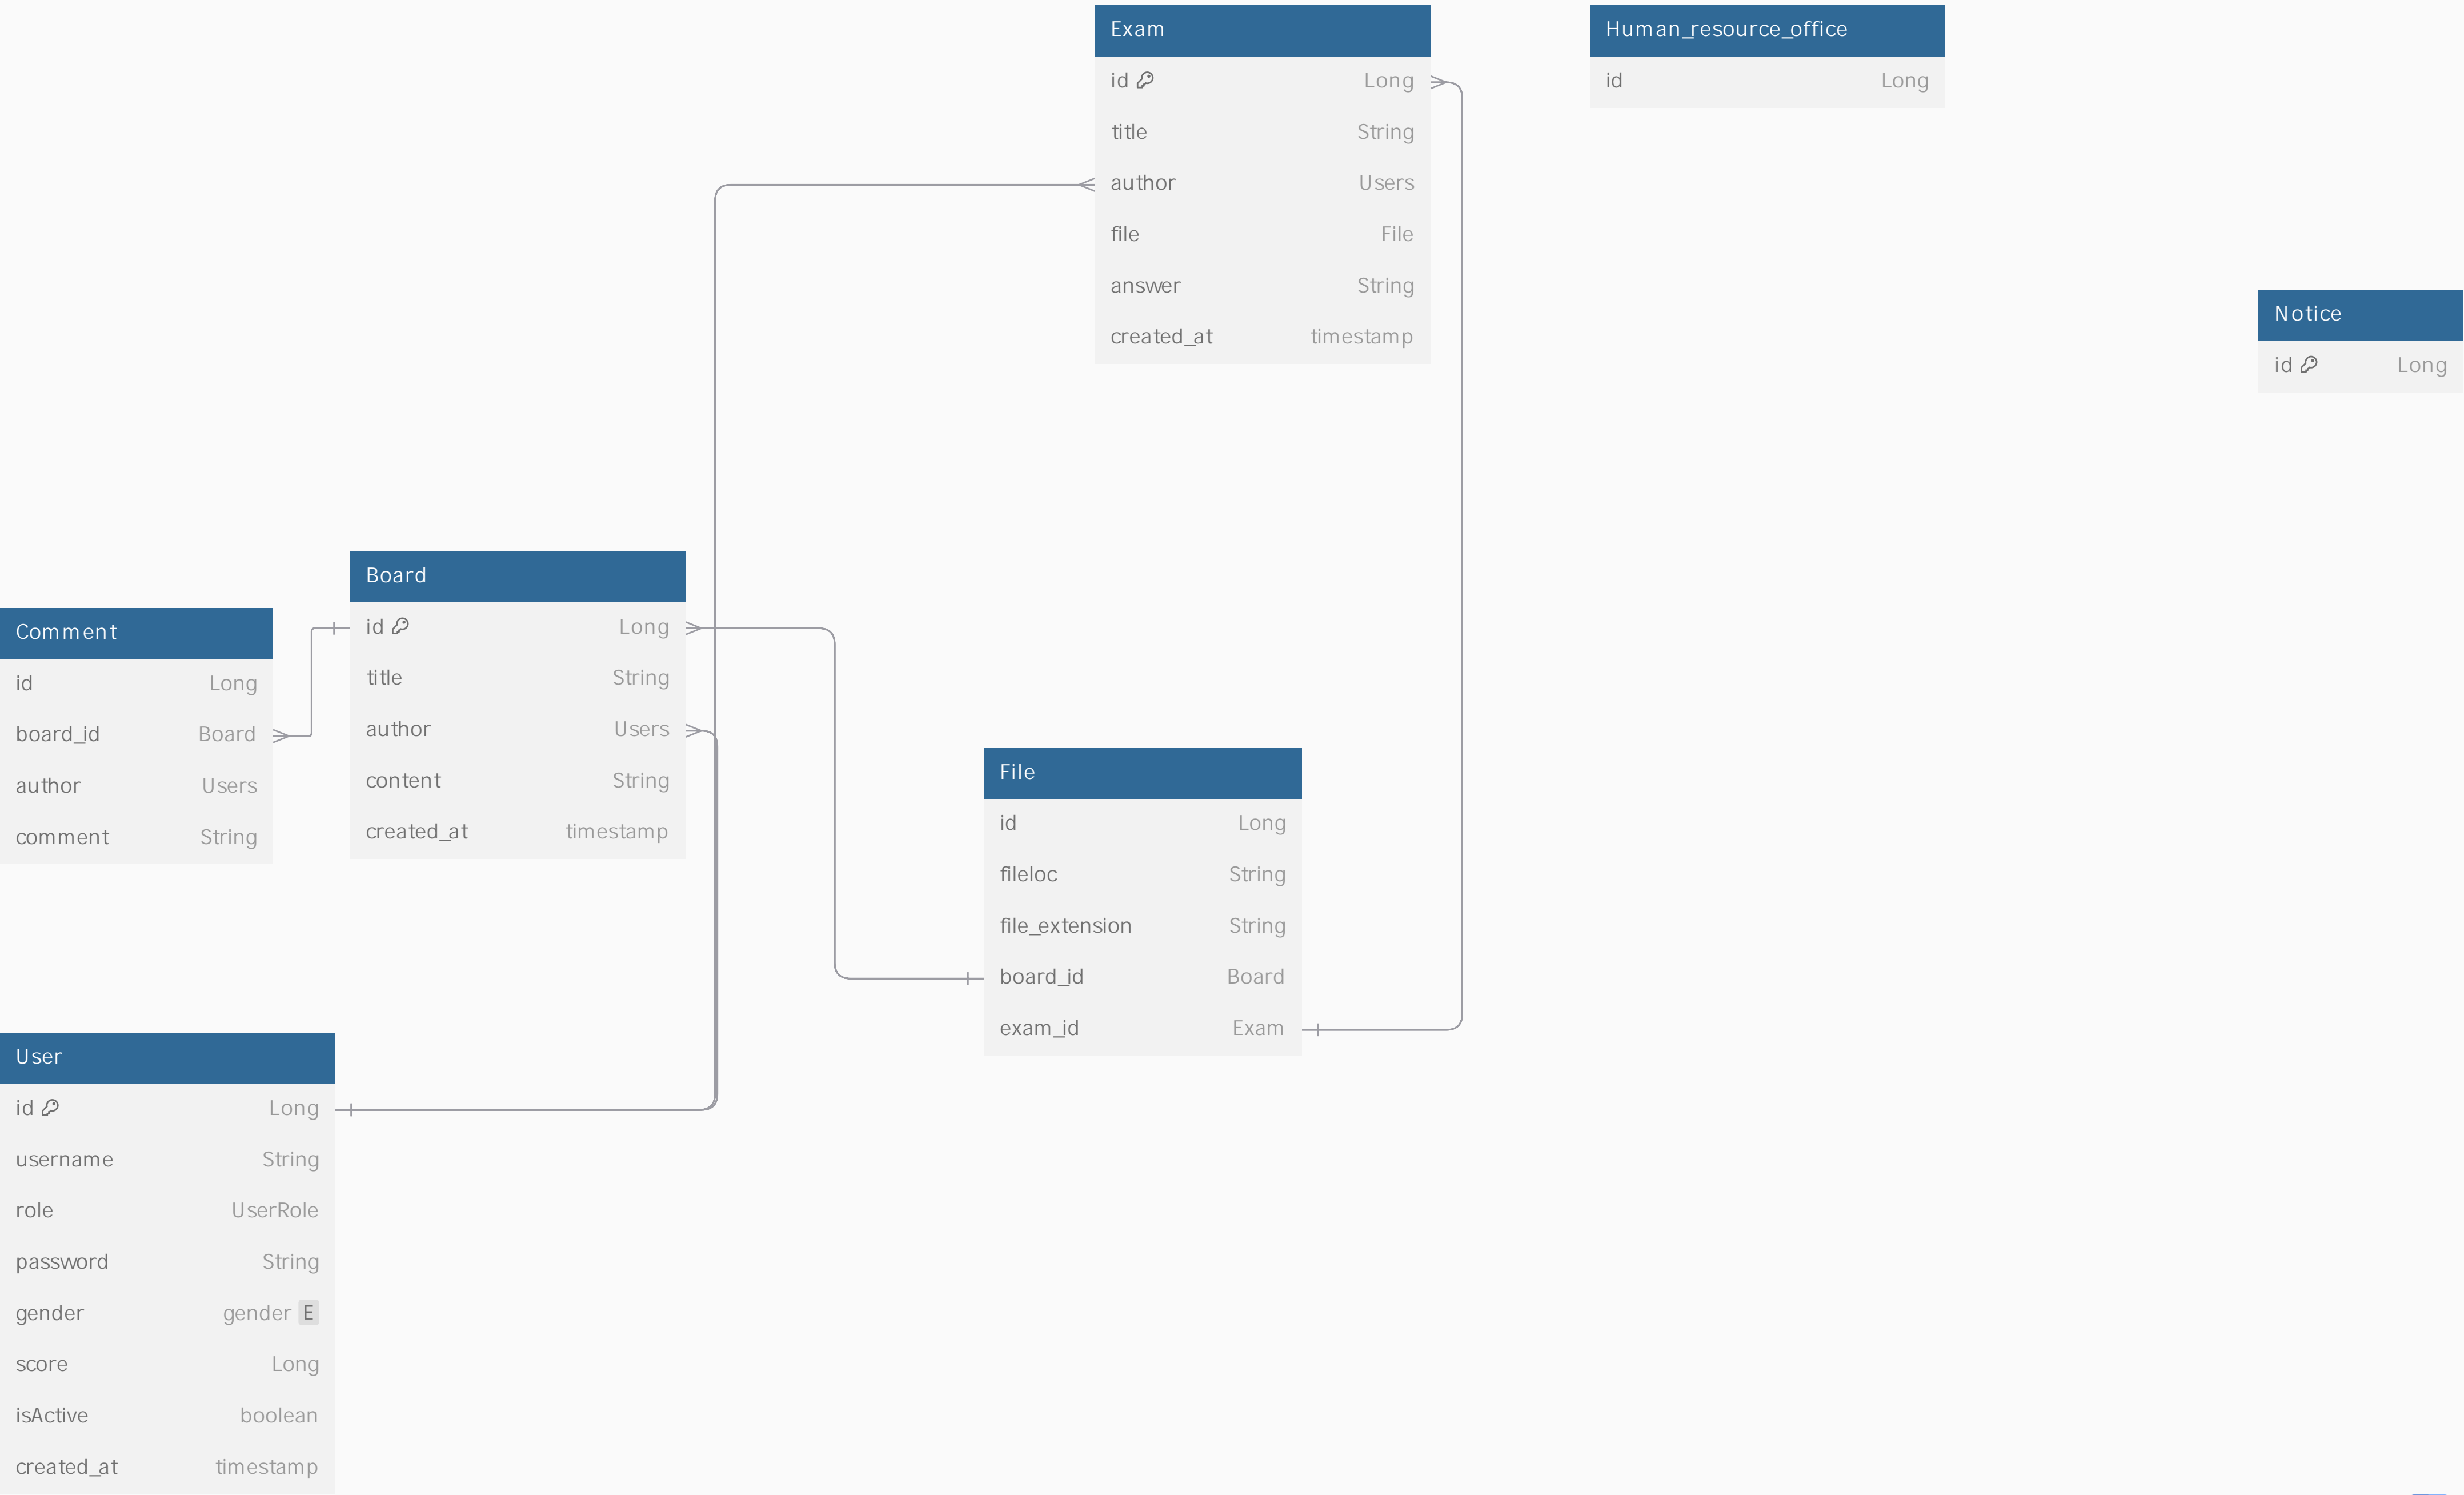 Exam
id Long
title String
author Users
file File
answer String
created_at timestamp
Human_resource_office
id Long
Notice
id Long
Board
id Long
title String
author Users
content String
created_at timestamp
Comment
id Long
board_id Board
author Users
comment String
File
id Long
fileloc String
file_extension String
board_id Board
exam_id Exam
User
id Long
username String
role UserRole
password String
gender gender E
score Long
isActive boolean
created_at timestamp